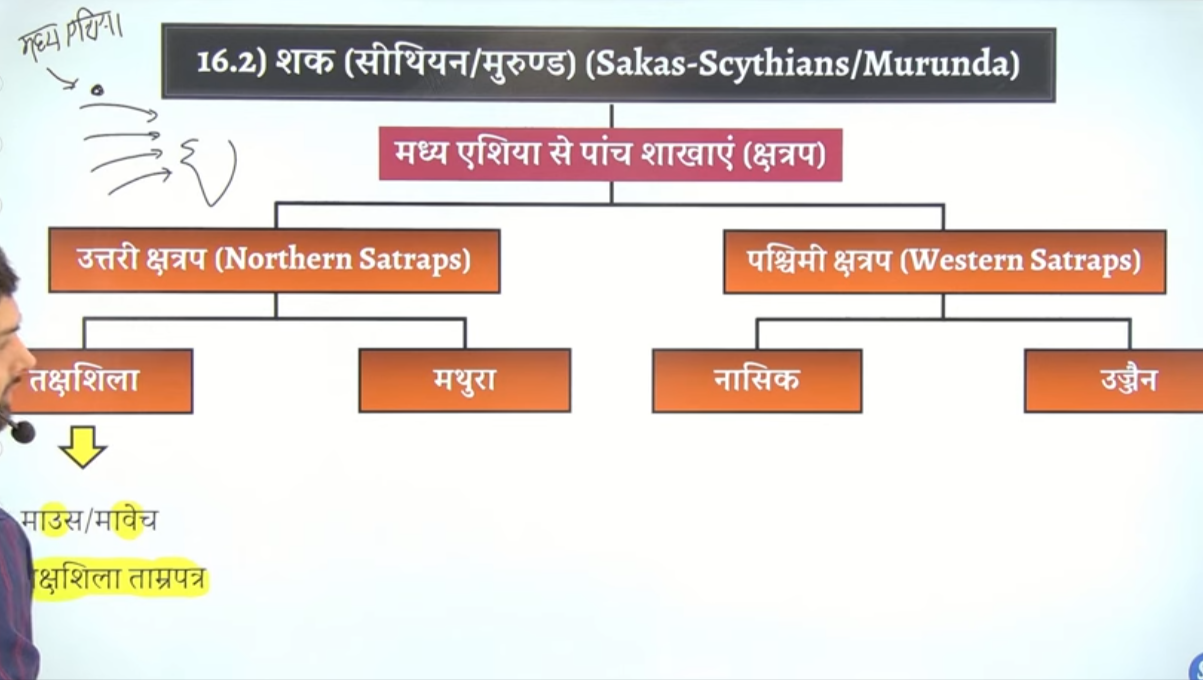 मध्य एशिया
16.2) शक (सीथियन/मुरुण्ड) (Sakas-Scythians/Murunda)
मध्य एशिया से पांच शाखाएं (क्षत्रप)
उत्तरी क्षत्रप (Northern Satraps)
पश्चिमी क्षत्रप (Western Satraps)
तक्षशिला
मथुरा
नासिक
उज्जैन
माउस/मावेच
क्षशिला ताम्रपत्र